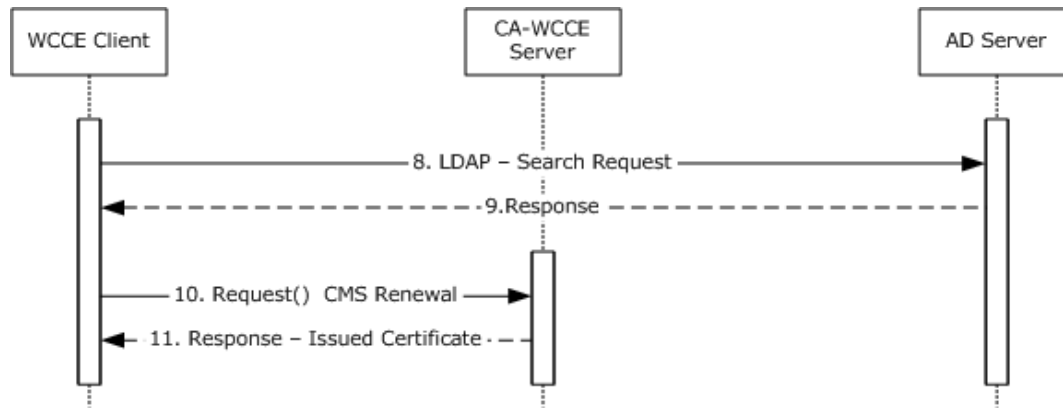 WCCE Client
CA-WCCE
Server
AD Server
8. LDAP – Search Request
9.Response
10. Request()  CMS Renewal
11. Response – Issued Certificate